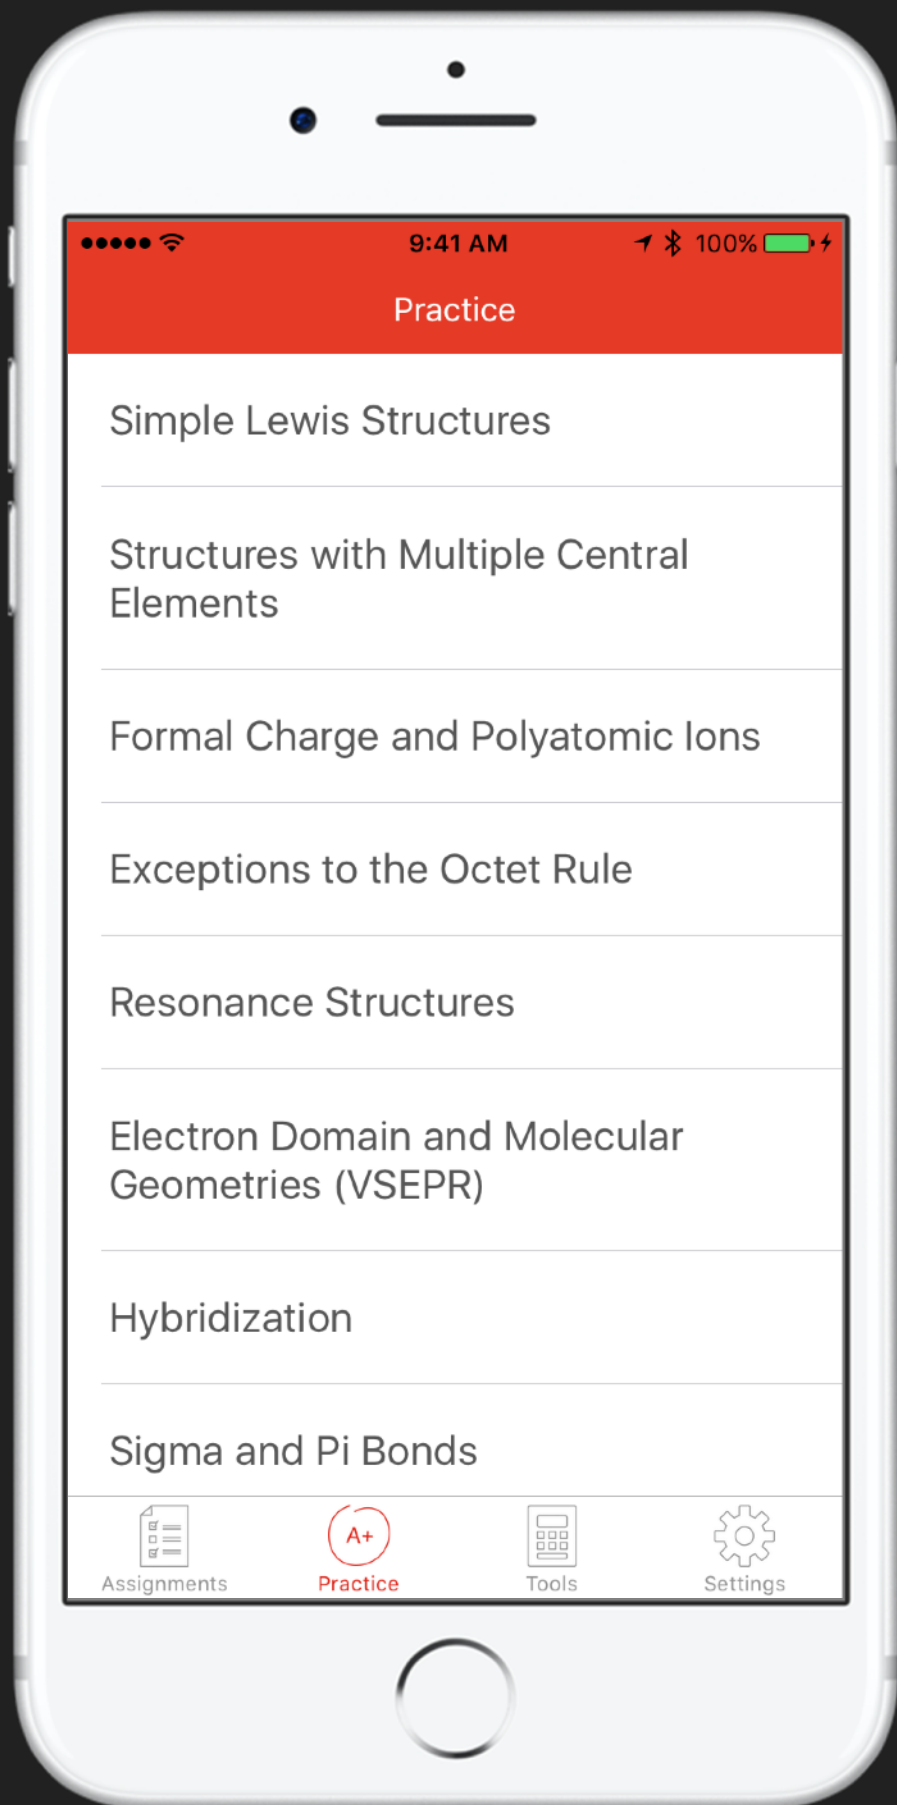 9:41 AM 100%
Practice
Simple Lewis Structures
Structures with Multiple Central
Elements
Formal Charge and Polyatomic Ions
Exceptions to the Octet Rule
Resonance Structures
Electron Domain and Molecular
Geometries (VSEPR)
Hybridization
Sigma and Pi Bonds
A+
Assignments Practice Tools Settings